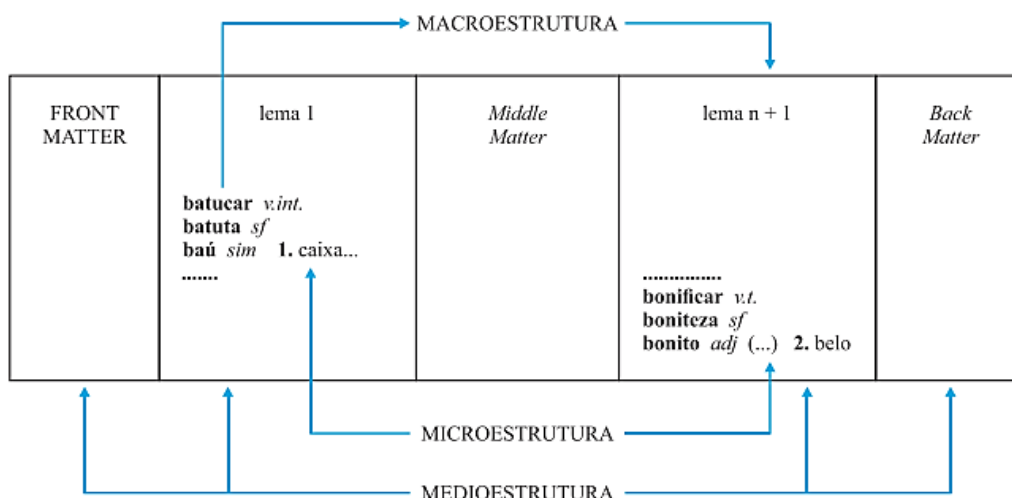 MACROESTRUTURA
FRONT
MATTER
lema 1
Middle
Matter
lema n + 1
Back
Matter
batucar v.int.
batuta sf
baú sim 1. caixa...
.......
...............
bonificar v.t.
boniteza sf
bonito adj (...) 2. belo
MICROESTRUTURA
MEDIOESTRUTURA